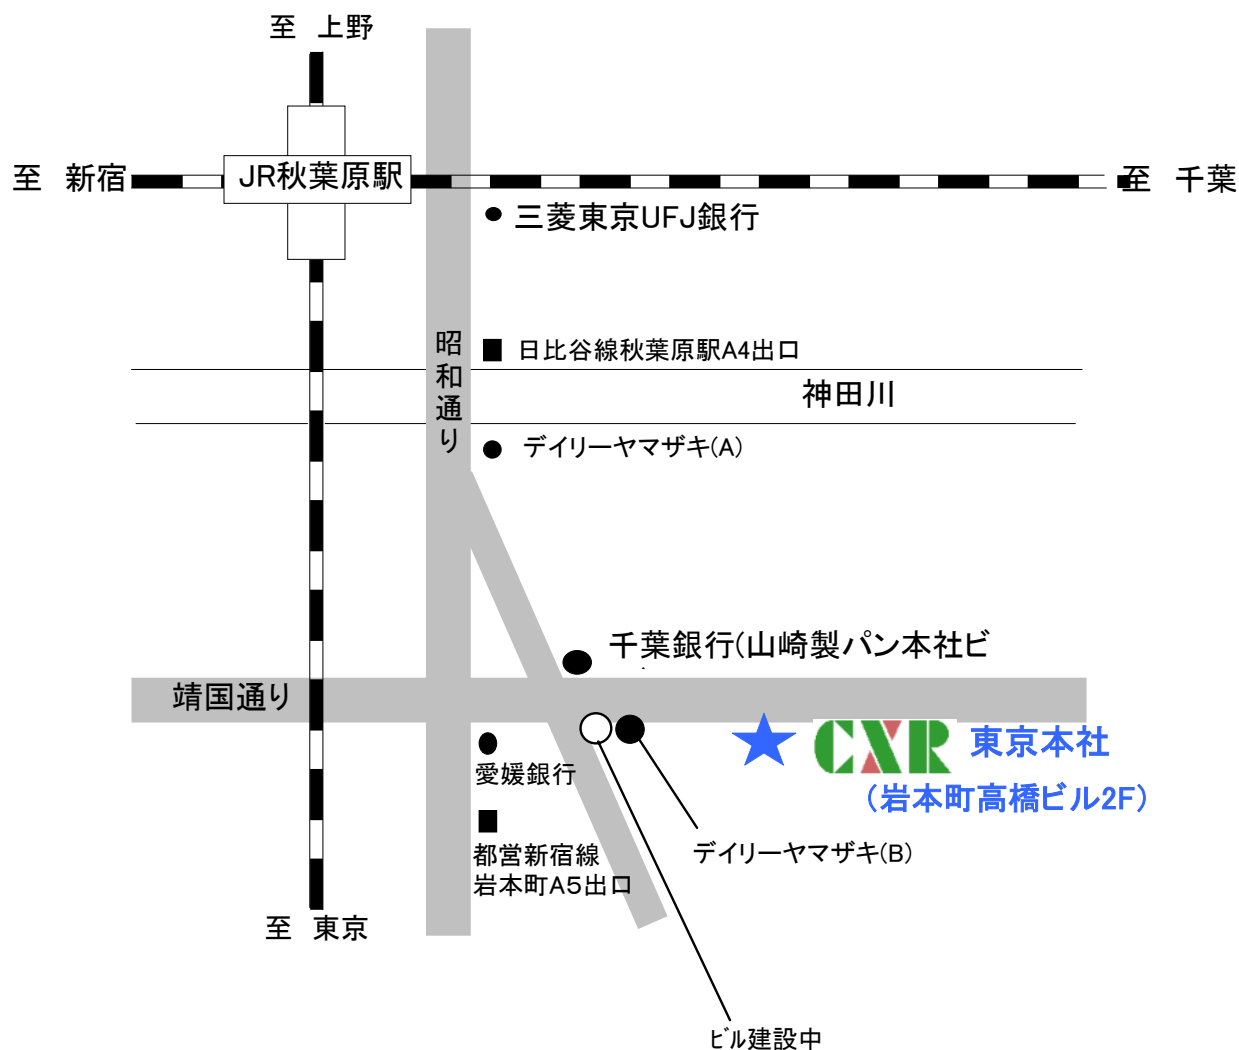 至 上野
至 新宿
JR秋葉原駅
至 千葉
三菱東京UFJ銀行
昭和通り
日比谷線秋葉原駅A4出口
神田川
デイリーヤマザキ(A)
千葉銀行(山崎製パン本社ビ
靖国通り
CXR 東京本社
(岩本町高橋ビル2F)
愛媛銀行
都営新宿線
岩本町A5出口
デイリーヤマザキ(B)
至 東京
ビル建設中